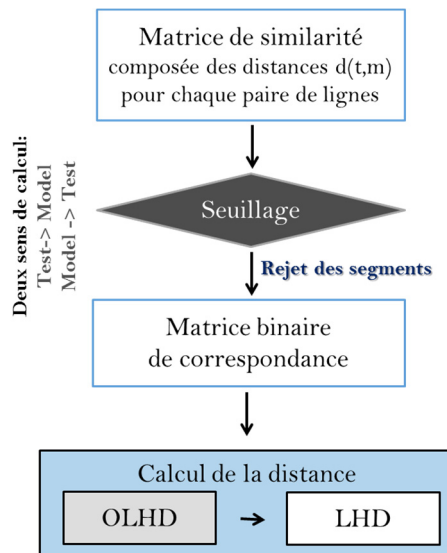 Matrice de similarité
composée des distances d(t,m)
pour chaque paire de lignes
Deux sens de calcul:
Test-> Model
Model -> Test
Seuillage
Rejet des segments
Matrice binaire
de correspondance
Calcul de la distance
OLHD
LHD